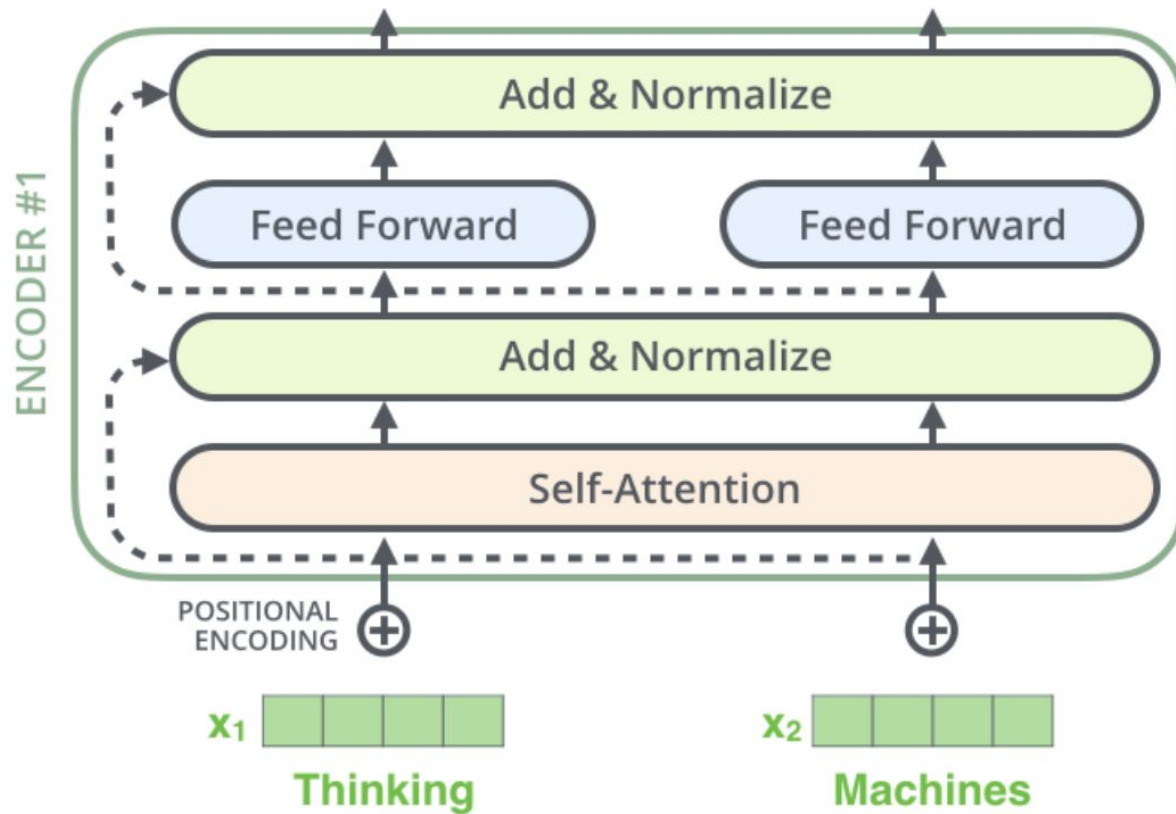 ENCODER #1
Add & Normalize
Feed Forward
Feed Forward
Add & Normalize
Self-Attention
POSITIONAL
ENCODING
x₁
x₂
Thinking
Machines